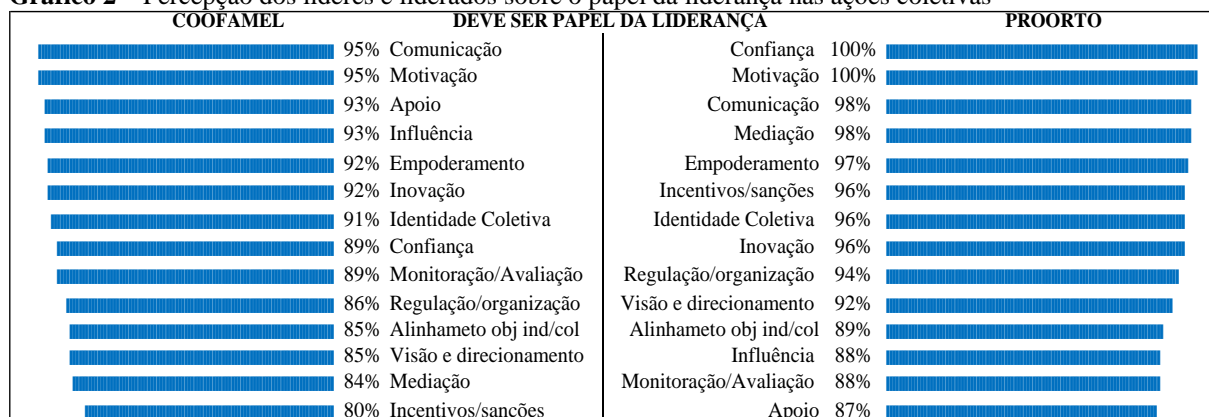 Gráfico 2 – Percepção dos líderes e liderados sobre o papel da liderança nas ações coletivas
COOFAMEL DEVE SER PAPEL DA LIDERANÇA PROORTO
95% Comunicação Confiança 100%
95% Motivação Motivação 100%
93% Apoio Comunicação 98%
93% Influência Mediação 98%
92% Empoderamento Empoderamento 97%
92% Inovação Incentivos/sanções 96%
91% Identidade Coletiva Identidade Coletiva 96%
89% Confiança Inovação 96%
89% Monitoração/Avaliação Regulação/organização 94%
86% Regulação/organização Visão e direcionamento 92%
85% Alinhameto obj ind/col Alinhameto obj ind/col 89%
85% Visão e direcionamento Influência 88%
84% Mediação Monitoração/Avaliação 88%
80% Incentivos/sanções Apoio 87%